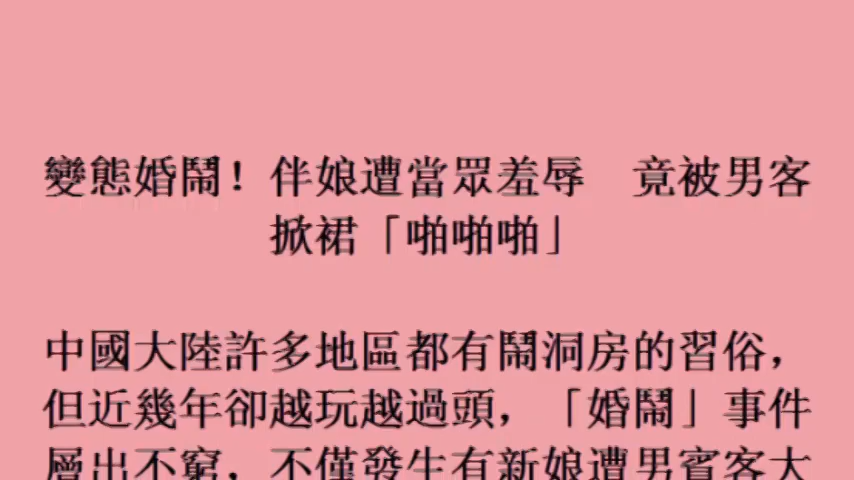 變態婚鬧！伴娘遭當眾羞辱　竟被男客
掀裙「啪啪啪」
中國大陸許多地區都有鬧洞房的習俗，
但近幾年卻越玩越過頭，「婚鬧」事件
層出不窮，不僅發生有新娘遭男賓客大